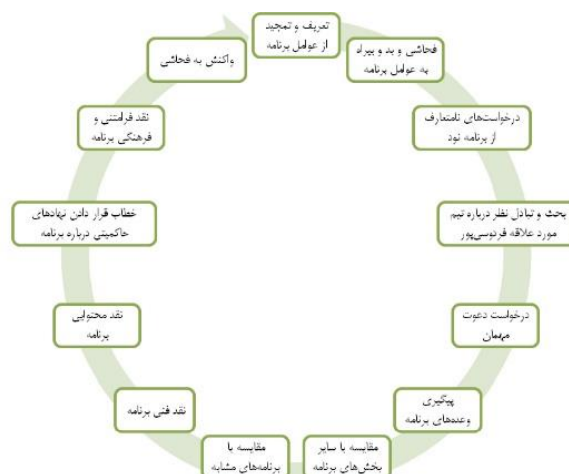 تعریف و تمجید
از عوامل برنامه
فحاشی و بد و بیراه
به عوامل برنامه
درخواست‌های نامتعارف
از برنامه نود
بحث و تبادل نظر درباره تیم
مورد علاقه فردوسی‌پور
درخواست دعوت
مهمان
پیگیری
وعده‌های برنامه
مقایسه با سایر
بخش‌های برنامه
مقایسه با
برنامه‌های مشابه
نقد فنی برنامه
نقد محتوایی
برنامه
خطاب قرار دادن نهادهای
حاکمیتی درباره برنامه
نقد فرامتنی و
فرهنگی برنامه
واکنش به فحاشی